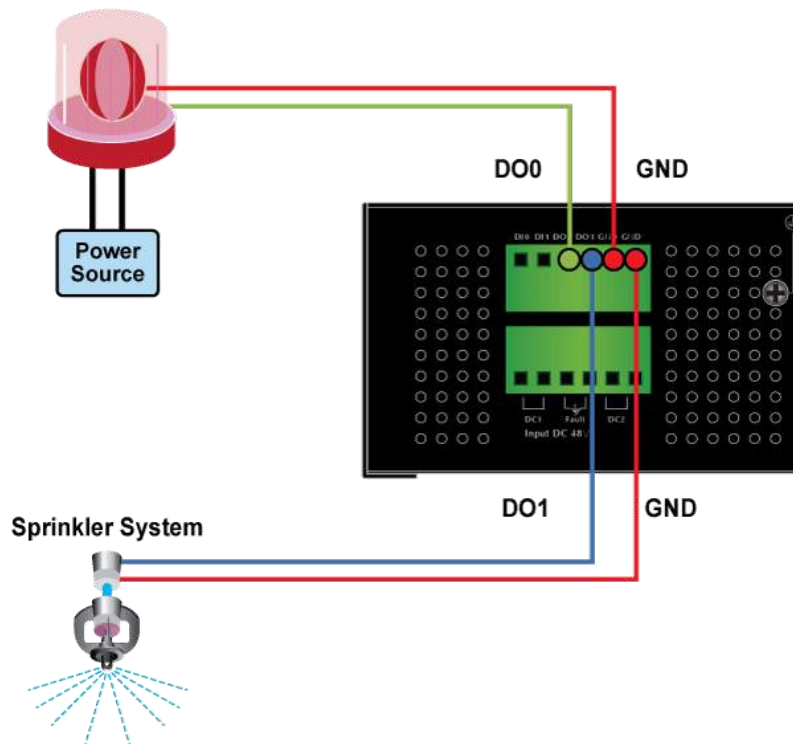 DO0 GND
DI0 DI1 DO0 DO1 GND GND
Power
Source
DC1 Fault DC2
Input DC 48V
DO1 GND
Sprinkler System